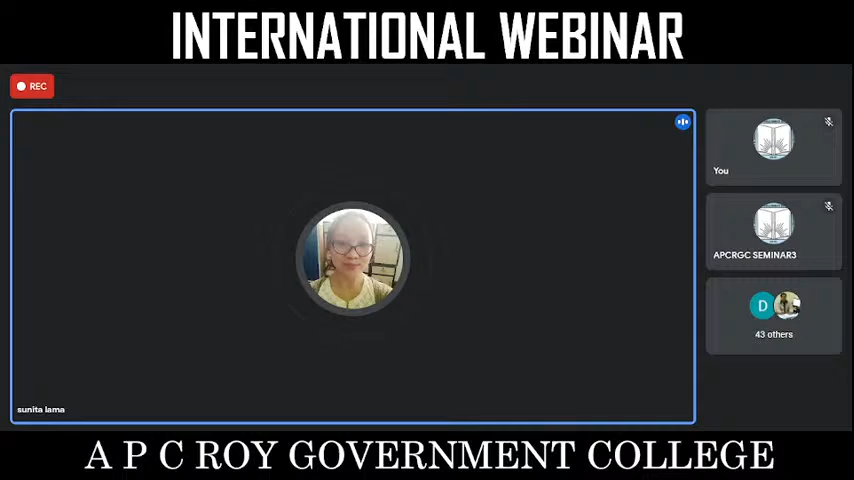 INTERNATIONAL WEBINAR
REC
You
APCRGC SEMINAR3
D
43 others
sunita lama
A P C ROY GOVERNMENT COLLEGE